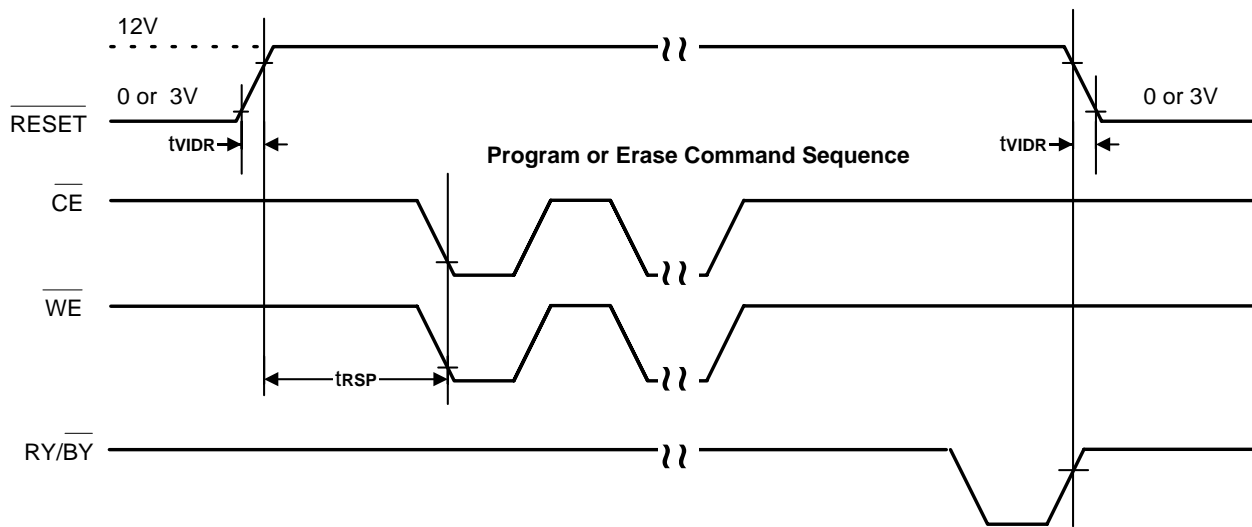 12V
0 or 3V
0 or 3V
RESET
tVIDR
tVIDR
Program or Erase Command Sequence
CE
WE
tRSP
RY/BY